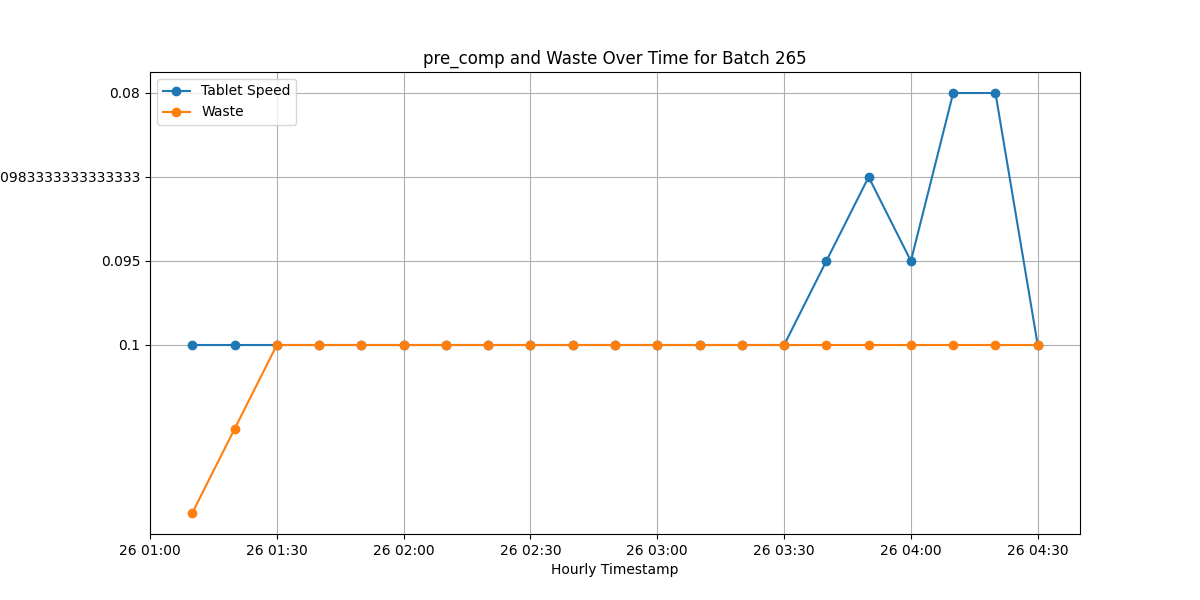 pre_comp and Waste Over Time for Batch 265
Tablet Speed
Waste
0.08
0983333333333333
0.095
0.1
26 01:00 26 01:30 26 02:00 26 02:30 26 03:00 26 03:30 26 04:00 26 04:30
Hourly Timestamp